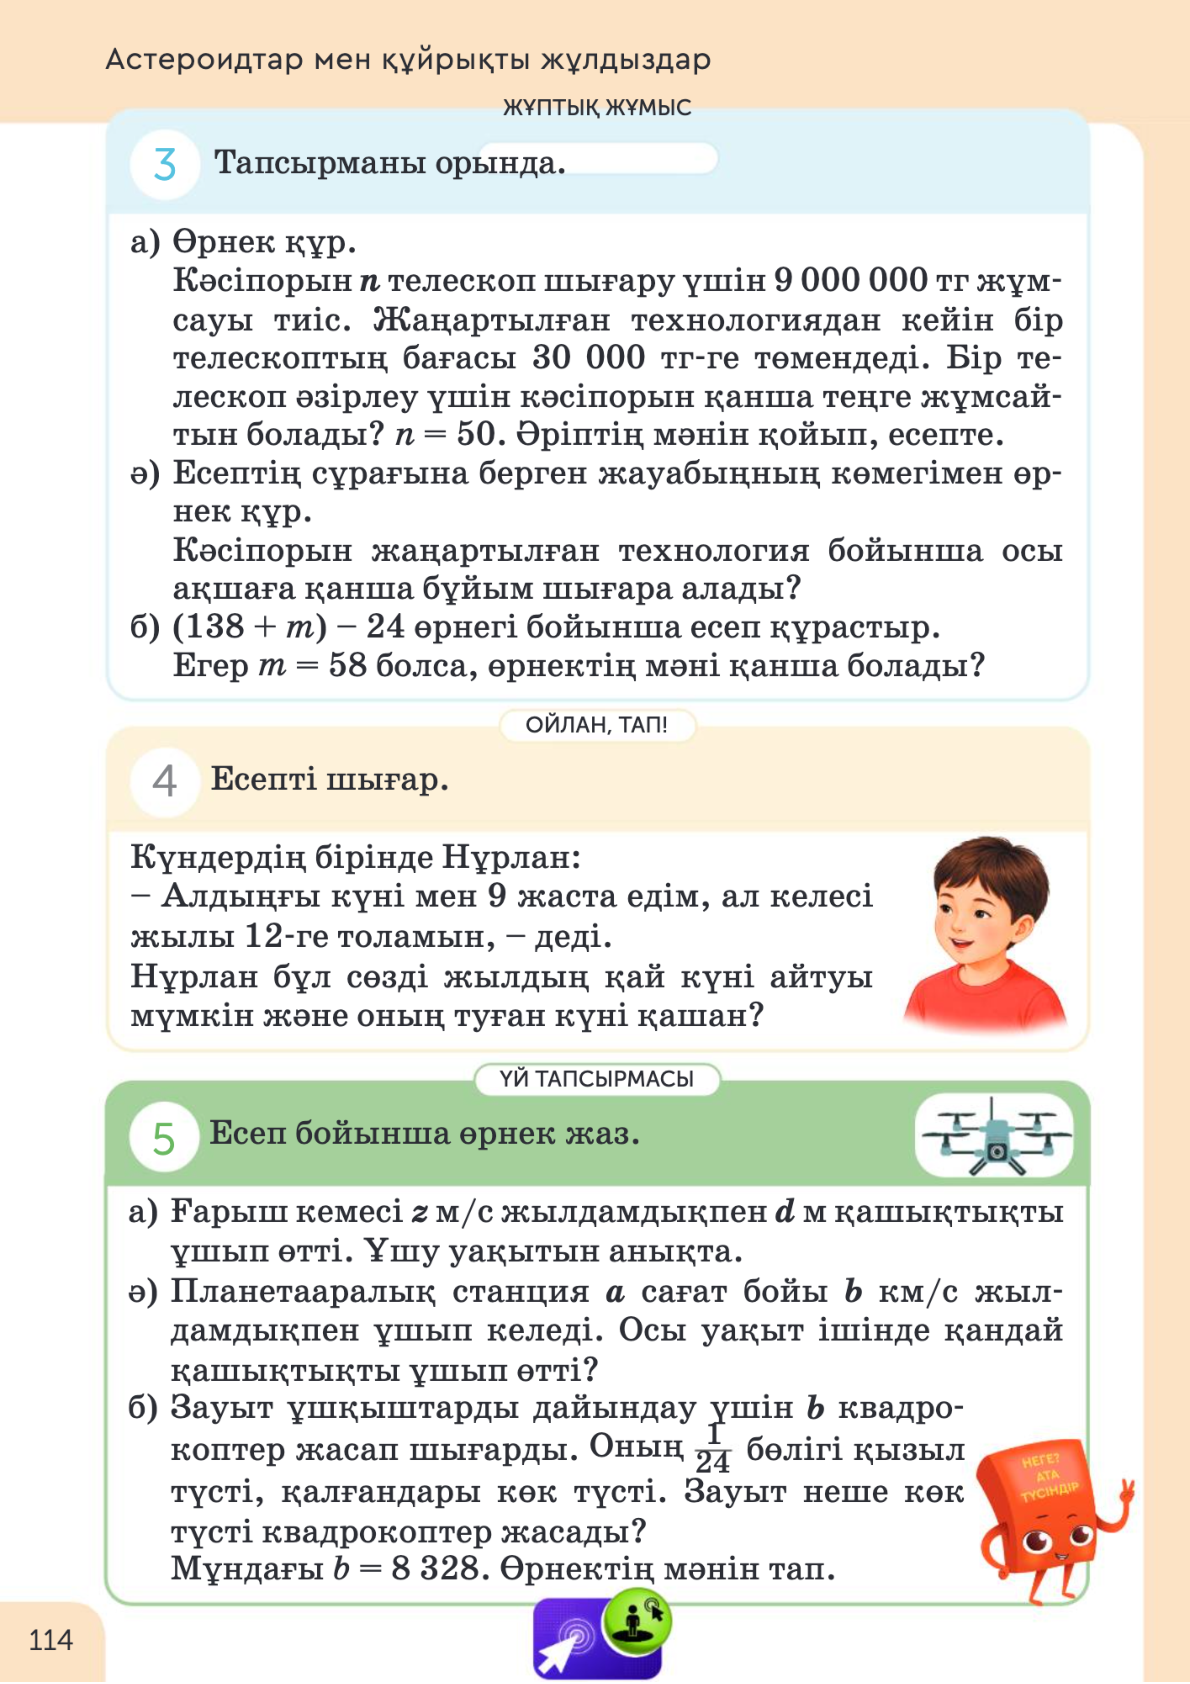 Астероидтар мен құйрықты жұлдыздар
ЖҰПТЫҚ ЖҰМЫС
3 Тапсырманы орында.
а) Өрнек құр.
Кәсіпорын n телескоп шығару үшін 9 000 000 тг жұм-
сауы тиіс. Жаңартылған технологиядан кейін бір
телескоптың бағасы 30 000 тг-ге төмендеді. Бір те-
лескоп әзірлеу үшін кәсіпорын қанша теңге жұмсай-
тын болады? n = 50. Әріптің мәнін қойып, есепте.
ә) Есептің сұрағына берген жауабыңның көмегімен өр-
нек құр.
Кәсіпорын жаңартылған технология бойынша осы
ақшаға қанша бұйым шығара алады?
б) (138 + m) – 24 өрнегі бойынша есеп құрастыр.
Егер m = 58 болса, өрнектің мәні қанша болады?
ОЙЛАН, ТАП!
4 Есепті шығар.
Күндердің бірінде Нұрлан:
– Алдыңғы күні мен 9 жаста едім, ал келесі
жылы 12-ге толамын, – деді.
Нұрлан бұл сөзді жылдың қай күні айтуы
мүмкін және оның туған күні қашан?
ҮЙ ТАПСЫРМАСЫ
5 Есеп бойынша өрнек жаз.
а) Ғарыш кемесі z м/с жылдамдықпен d м қашықтықты
ұшып өтті. Ұшу уақытын анықта.
ә) Планетааралық станция a сағат бойы b км/с жыл-
дамдықпен ұшып келеді. Осы уақыт ішінде қандай
қашықтықты ұшып өтті?
б) Зауыт ұшқыштарды дайындау үшін b квадро-
коптер жасап шығарды. Оның 1/24 бөлігі қызыл
түсті, қалғандары көк түсті. Зауыт неше көк
түсті квадрокоптер жасады?
Мұндағы b = 8 328. Өрнектің мәнін тап.
НЕГЕ?
АТА
ТҮСІНДІР
114